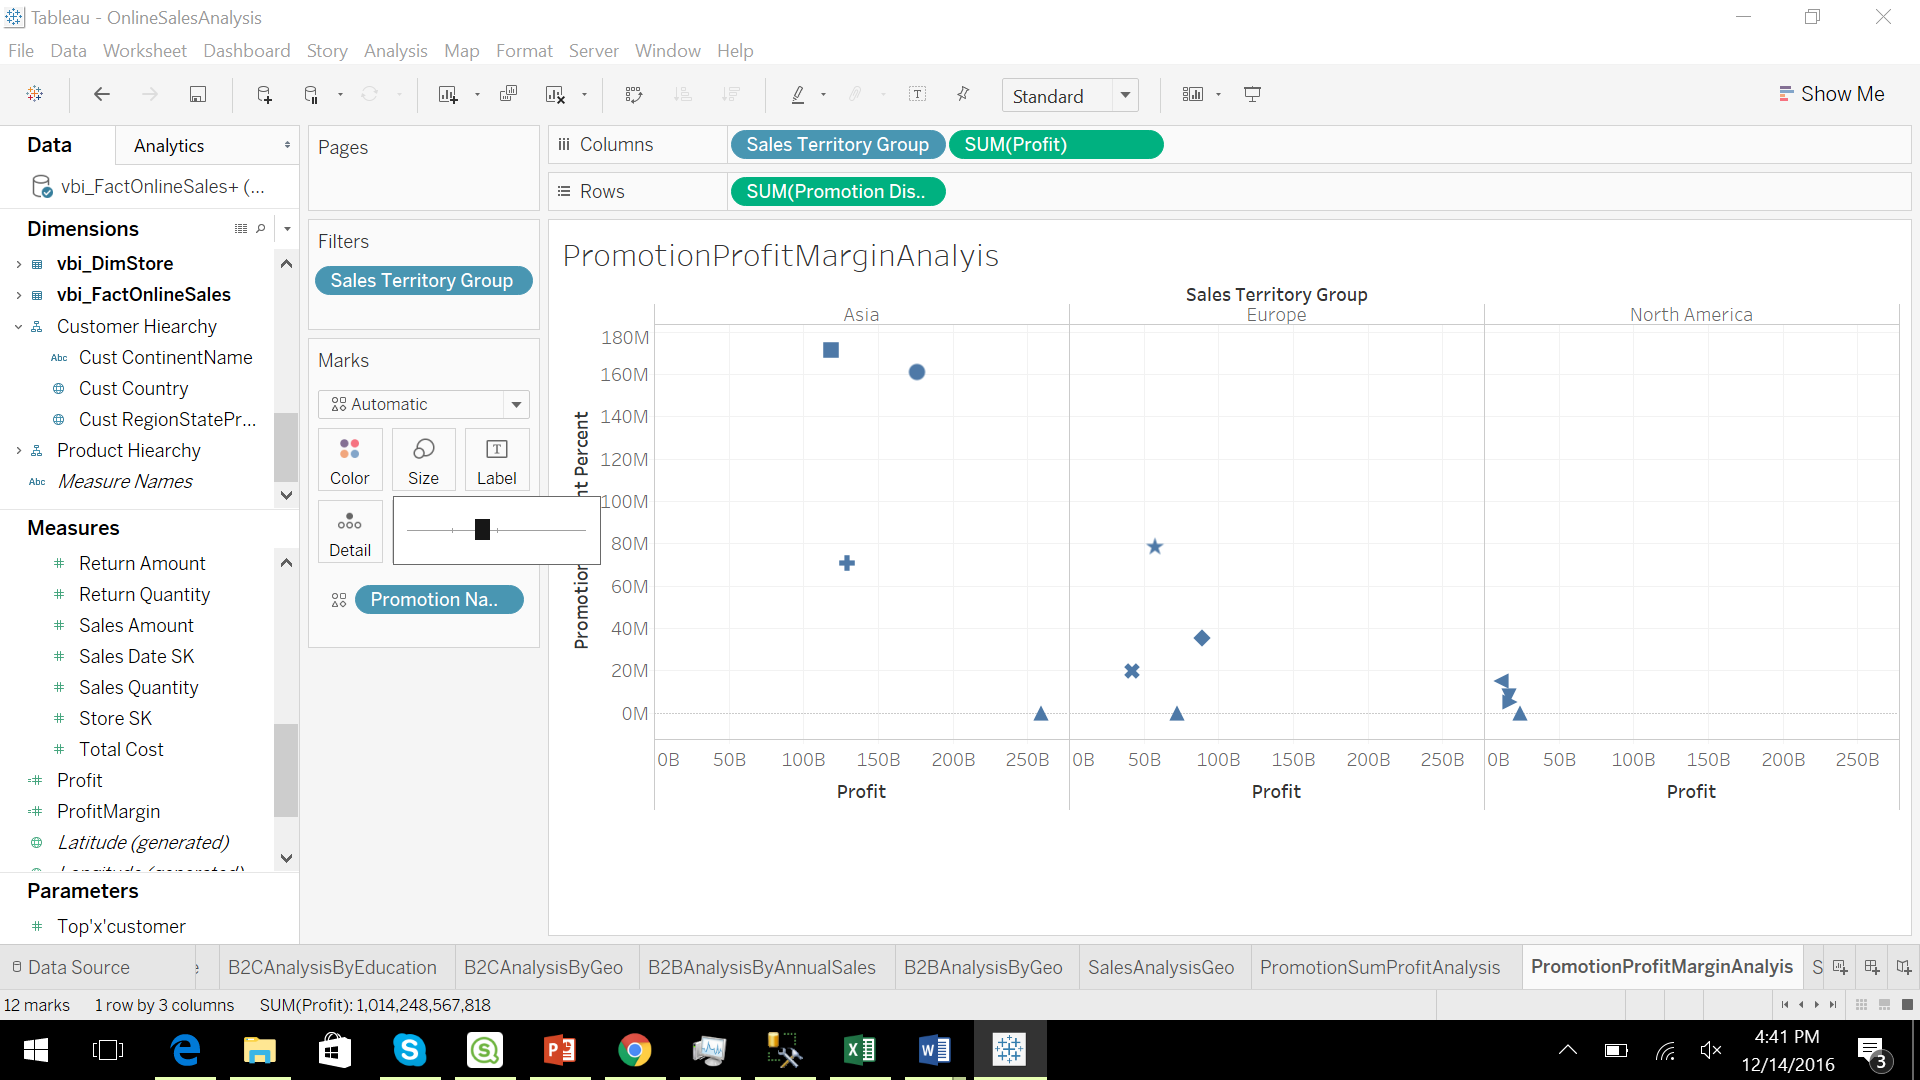 Tableau - OnlineSalesAnalysis
File Data Worksheet Dashboard Story Analysis Map Format Server Window Help
Standard
Show Me
Data
Analytics
vbi_FactOnlineSales+ (...
Dimensions
vbi_DimStore
vbi_FactOnlineSales
Customer Hiearchy
Abc Cust ContinentName
Cust Country
Cust RegionStatePr...
Product Hiearchy
Abc Measure Names
Measures
# Return Amount
# Return Quantity
# Sales Amount
# Sales Date SK
# Sales Quantity
# Store SK
# Total Cost
=# Profit
=# ProfitMargin
Latitude (generated)
Parameters
# Top'x'customer
Pages
Filters
Sales Territory Group
Marks
Automatic
Color
Size
T
Label
Detail
Promotion Na..
Columns
Sales Territory Group
SUM(Profit)
Rows
SUM(Promotion Dis..
PromotionProfitMarginAnalyis
Sales Territory Group
Asia
Europe
North America
180M
160M
140M
120M
100M
80M
60M
40M
20M
0M
0B 50B 100B 150B 200B 250B
0B 50B 100B 150B 200B 250B
0B 50B 100B 150B 200B 250B
Profit
Profit
Profit
Data Source
B2CAnalysisByEducation
B2CAnalysisByGeo
B2BAnalysisByAnnualSales
B2BAnalysisByGeo
SalesAnalysisGeo
PromotionSumProfitAnalysis
PromotionProfitMarginAnalyis
S
12 marks
1 row by 3 columns
SUM(Profit): 1,014,248,567,818
4:41 PM
12/14/2016
3